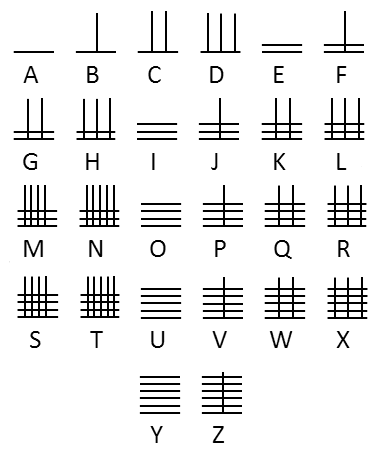 A B C D E F
G H I J K L
M N O P Q R
S T U V W X
Y Z